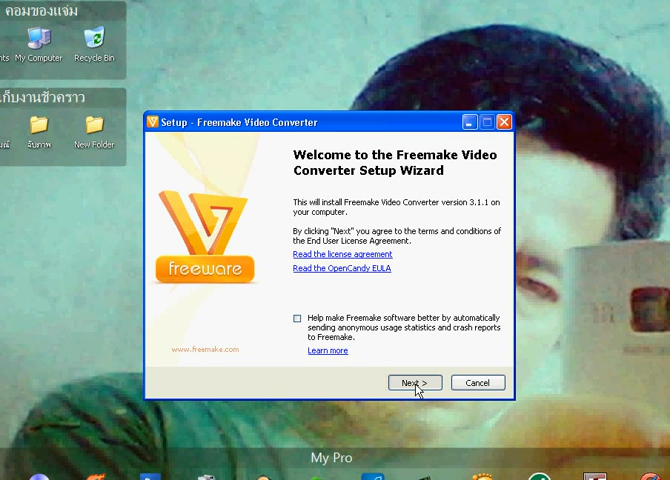 คอมของแจ่ม
My Computer
Recycle Bin
เก็บงานชั่วคราว
New Folder
Setup - Freemake Video Converter
Welcome to the Freemake Video
Converter Setup Wizard
This will install Freemake Video Converter version 3.1.1 on
your computer.
By clicking "Next" you agree to the terms and conditions of
the End User License Agreement.
Read the license agreement
Read the OpenCandy EULA
freeware
Help make Freemake software better by automatically
sending anonymous usage statistics and crash reports
to Freemake.
Learn more
www.freemake.com
Next >
Cancel
My Pro